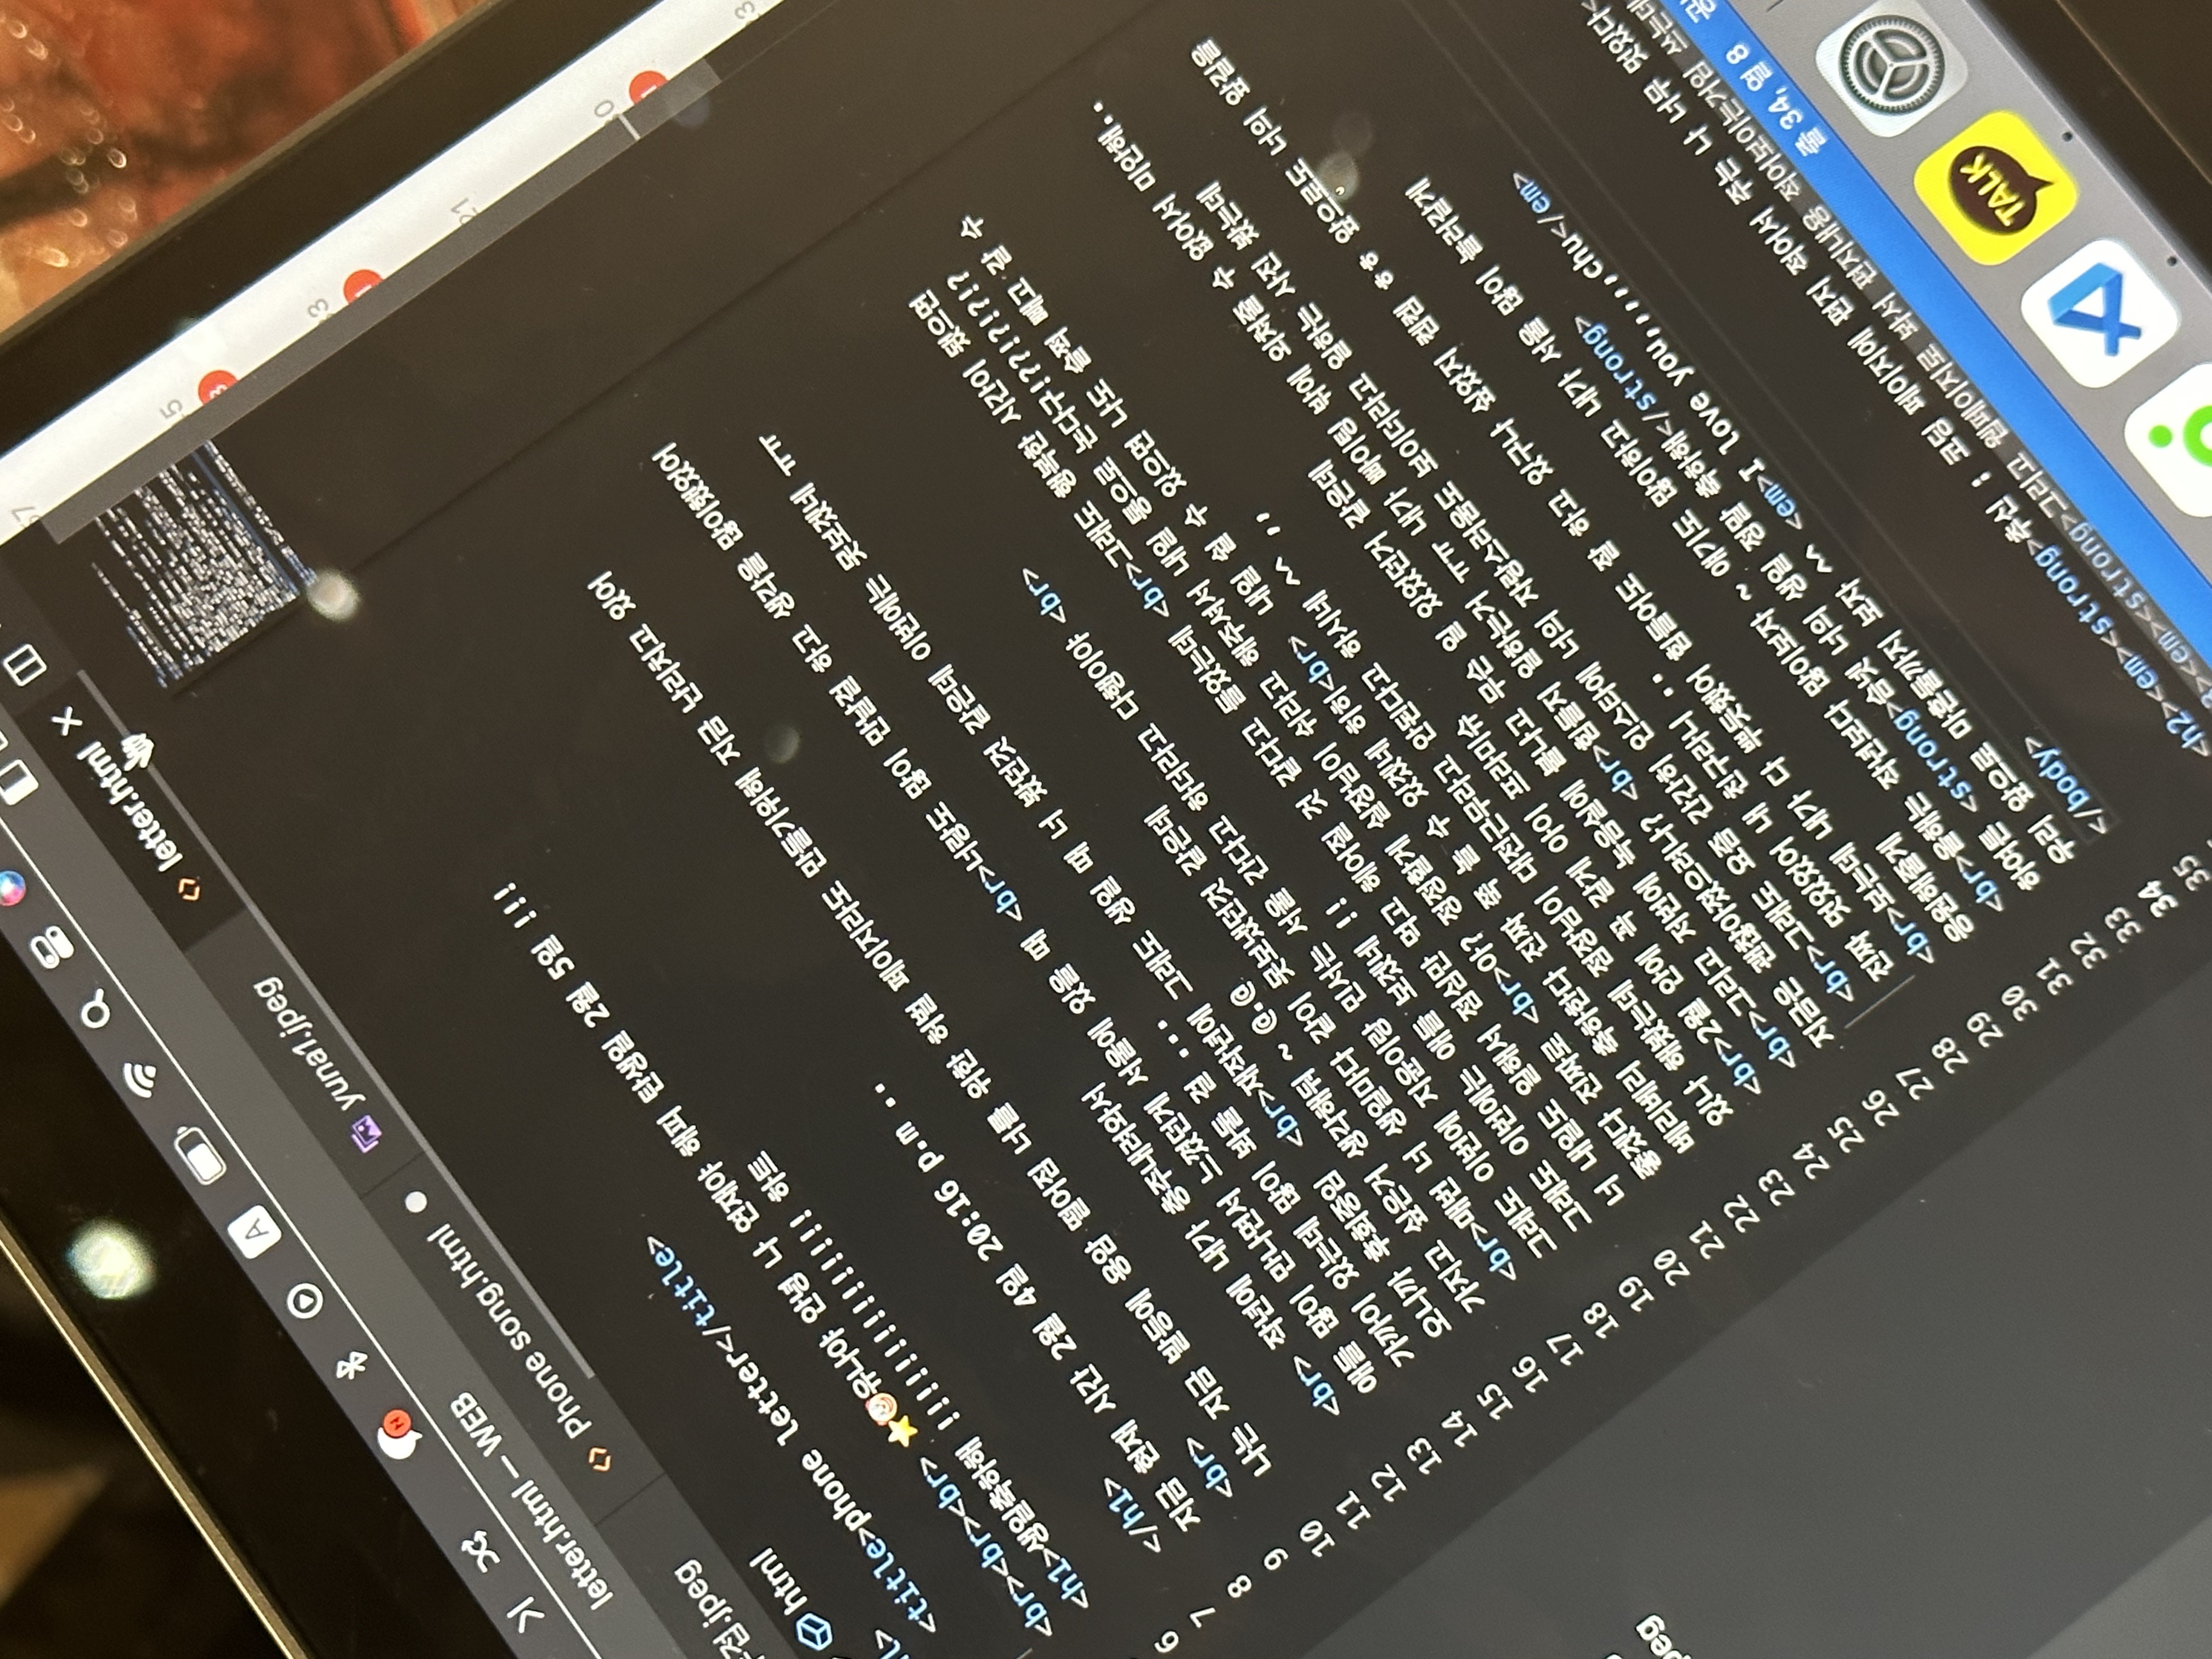 A
letter.html — WEB
접.jpeg
Phone song.html
yuna1.jpeg
letter.html
html
<title>phone letter</title>
<br><br><br> ⭐🤡유나야 안녕 나 연재야 해피 탄생일 2월 5일 !!!
<h1>생일축하해 !!!!!!!!!!!!!!!! 하트
</h1>
지금 현재 시간 2월 4일 20:16 p.m ..
<br>
나는 지금 발등에 용암 떨어짐 너를 위한 허벌 페이지라도 만들기위해 지금 난리치고 있어
<br> 작년에 내가 충주내려와서
애들 많이 만나면서 느꼈던게 서울에 있을 때 <br>너랑도 많이 만날걸 하고 생각을 많이했었어
가까이 있는데 많이 봐둘 걸 ...
오니까 후회중임 <br>재작년에 그래도 생일 때 너 봤던것 같은데 이번에는 못보겠네 ㅠㅠ
가지고 싶은거 생각해둬 ~ @.@
<br>매번 너 생일마다 같이 못보냈던것 같은데
그래도 이번에 지윤이랑 민서는 서울 간다고 하더라고 다행이야 <br>
그래도 이번에는 애들 보겠네 !!
너 내일도 일해서 점심만 먹고 헤어질 것 같다고 들었는데 <br>그래도 행복한 시간이 됐으면
좋겠다 진짜로 <br>아? 정정할게 실장님이 쉬라고 해주셔서 내일 통으로 논다구!??!?!?!?
베리베리 축하한다 진짜 쭉 놀 수 있겠네 히히<br> 내일 쉴 수 있으면 나도 슬쩍 빼고 갈 수
있나 해봤는데 점장님이 대전근무라고 안된다고 하시네 ^^ ,,
<br>2월 안에 꼭 갈게 아이 프라미슈
<br>그리고 저번에 녹음실에 불나고 무슨 일 있었던거 같은데
지금은 괜찮아졌으려나? <br>힘들지 일하는거 ㅠㅠ 내가 빠이팅 밖에 외쳐줄 수 없어서 미안해..
<br>그래도 요즘 간간히 인스타에 너의 자랑스러움도 보이더라고 일하는 사진 봤는데
진짜 멋있었어 내 친구라니 ..
<br>보는데 내가 다 뿌듯했어 힘들어도 잘 하고 있구나 싶었지 켐켐 ㅎㅎ 앞으로도 너의 앞길을
응원해줄게
<br>올해는 작년보다 많이보자 ~ 얘기도 많이하고 내가 서울 많이 놀러갈게
하여튼 <strong>슴넷 너의 생일 정말 축하해</strong>
우리 앞으로 마흔둘까지 보자 ^^ <em>I love you,,,,chu</em>
</body>
<h2><em><strong>추신 ; 코딩 페이지에 편지 적어서 주는 나 너무 멋있다<
<em><strong>그리고 웹페이지로 봐서 편지내용 적어보이는거임 쓰는데
6
7
8
9
10
11
12
13
14
15
16
17
18
19
20
21
22
23
24
25
26
27
28
29
30
31
32
33
34
35
줄 34, 열 8
TALK